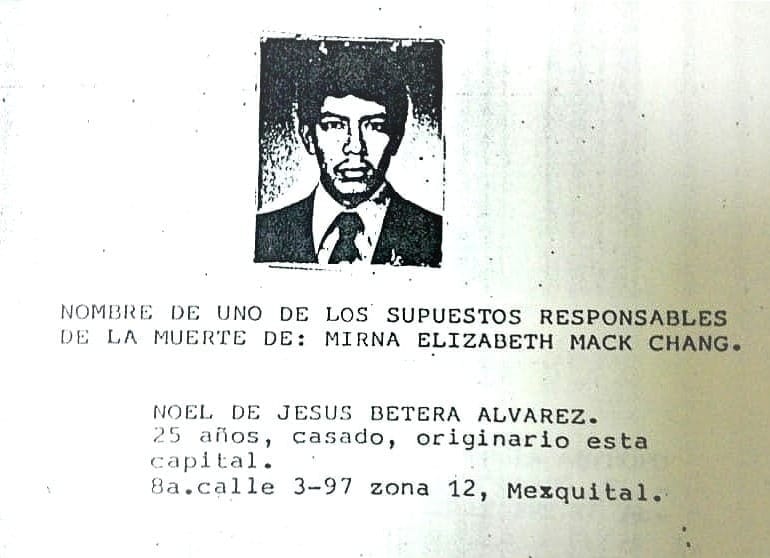 NOMBRE DE UNO DE LOS SUPUESTOS RESPONSABLES
DE LA MUERTE DE: MIRNA ELIZABETH MACK CHANG.
NOEL DE JESUS BETERA ALVAREZ.
25 años, casado, originario esta
capital.
8a.calle 3-97 zona 12, Mezquital.